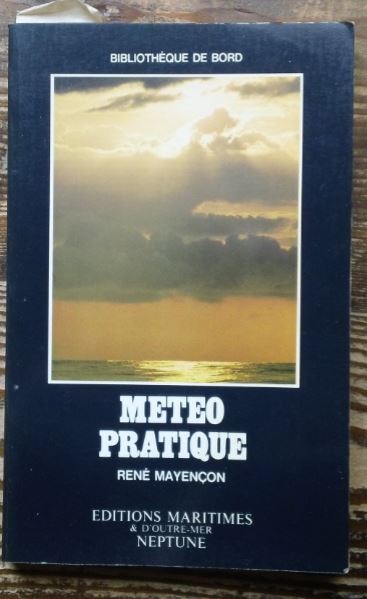 BIBLIOTHÈQUE DE BORD
METEO
PRATIQUE
RENÉ MAYENÇON
EDITIONS MARITIMES
& D'OUTRE-MER
NEPTUNE